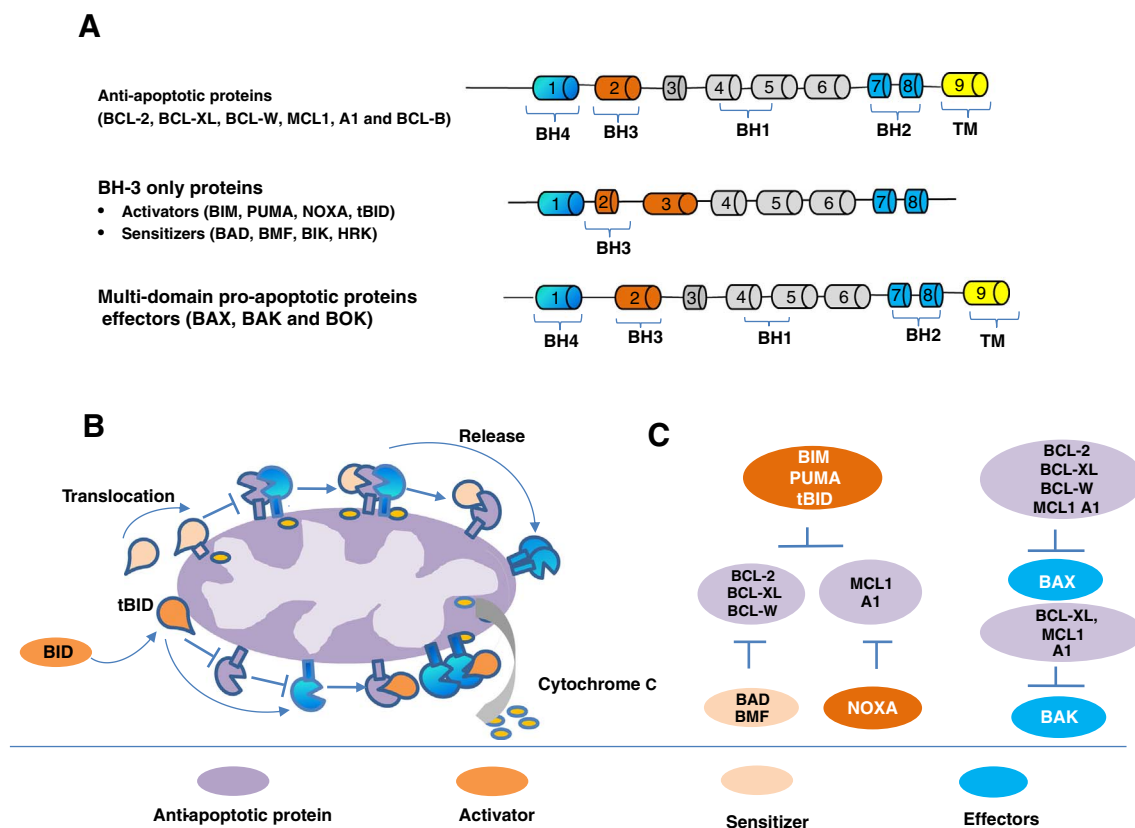 A
Anti-apoptotic proteins
(BCL-2, BCL-XL, BCL-W, MCL1, A1 and BCL-B)
1 2 3 4 5 6 7 8 9
BH4 BH3 BH1 BH2 TM
BH-3 only proteins
• Activators (BIM, PUMA, NOXA, tBID)
• Sensitizers (BAD, BMF, BIK, HRK)
1 2 3 4 5 6 7 8
BH3
Multi-domain pro-apoptotic proteins
effectors (BAX, BAK and BOK)
1 2 3 4 5 6 7 8 9
BH4 BH3 BH1 BH2 TM
B
Release
Translocation
tBID
BID
Cytochrome C
C
BIM
PUMA
tBID
BCL-2
BCL-XL
BCL-W
MCL1
A1
BAD
BMF
NOXA
BCL-2
BCL-XL
BCL-W
MCL1 A1
BAX
BCL-XL,
MCL1
A1
BAK
Anti-apoptotic protein
Activator
Sensitizer
Effectors